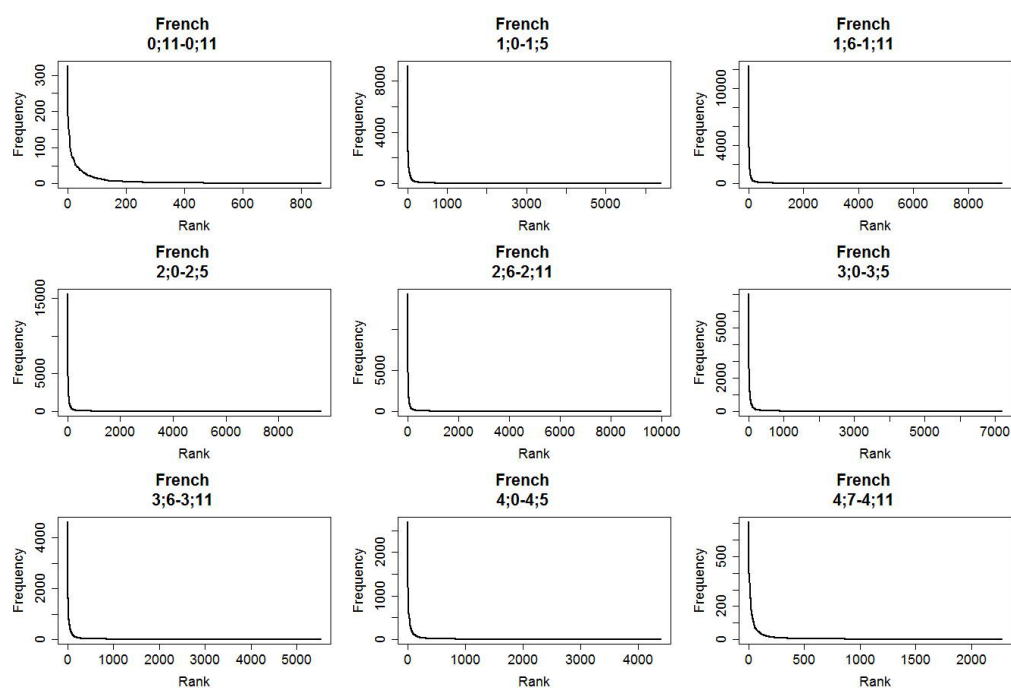 French
0;11-0;11
Frequency
0
100
200
300
0 200 400 600 800
Rank
French
1;0-1;5
Frequency
0
4000
8000
0 1000 3000 5000
Rank
French
1;6-1;11
Frequency
0
4000
10000
0 2000 4000 6000 8000
Rank
French
2;0-2;5
Frequency
0
5000
15000
0 2000 4000 6000 8000
Rank
French
2;6-2;11
Frequency
0
5000
0 2000 4000 6000 8000 10000
Rank
French
3;0-3;5
Frequency
0
2000
5000
0 1000 3000 5000 7000
Rank
French
3;6-3;11
Frequency
0
2000
4000
0 1000 2000 3000 4000 5000
Rank
French
4;0-4;5
Frequency
0
1000
2000
0 1000 2000 3000 4000
Rank
French
4;7-4;11
Frequency
0
200
500
0 500 1000 1500 2000
Rank